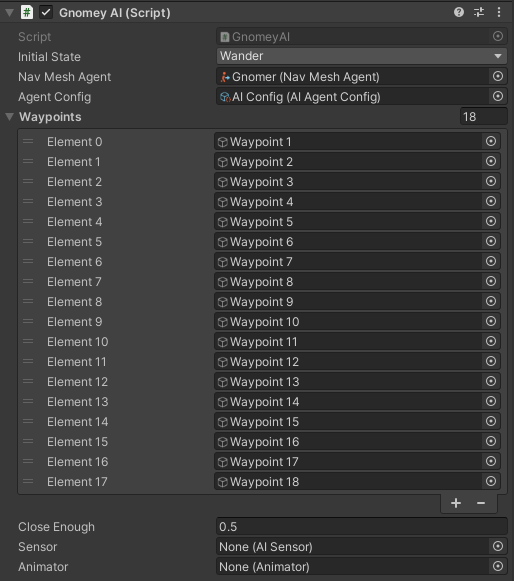 Gnomey AI (Script)
Script GnomeyAI
Initial State Wander
Nav Mesh Agent Gnomer (Nav Mesh Agent)
Agent Config AI Config (AI Agent Config)
Waypoints 18
Element 0 Waypoint 1
Element 1 Waypoint 2
Element 2 Waypoint 3
Element 3 Waypoint 4
Element 4 Waypoint 5
Element 5 Waypoint 6
Element 6 Waypoint 7
Element 7 Waypoint 8
Element 8 Waypoint 9
Element 9 Waypoint 10
Element 10 Waypoint 11
Element 11 Waypoint 12
Element 12 Waypoint 13
Element 13 Waypoint 14
Element 14 Waypoint 15
Element 15 Waypoint 16
Element 16 Waypoint 17
Element 17 Waypoint 18
Close Enough 0.5
Sensor None (AI Sensor)
Animator None (Animator)